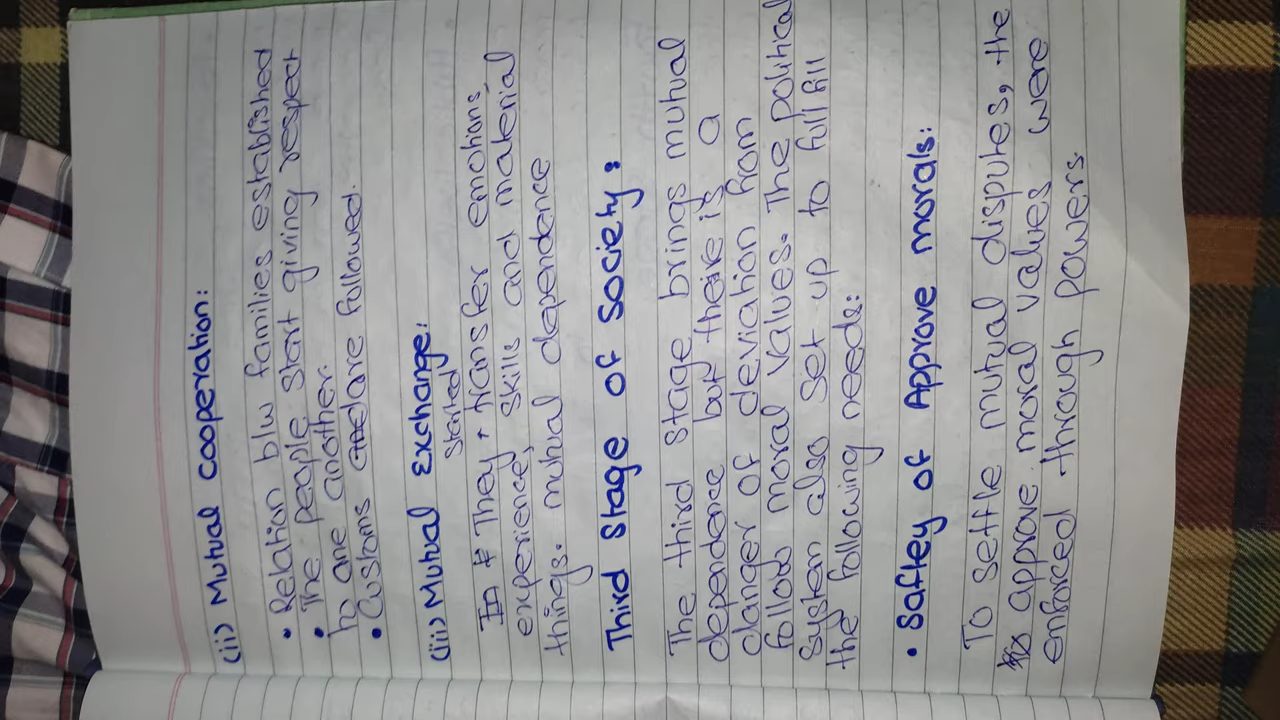 (ii) Mutual cooperation:
• Relation b/w families established
• The people start giving respect
to one another.
• Customs are followed.
(iii) Mutual Exchange:
started
In They transfer emotions,
experience, skills and material
things. mutual dependence
Third Stage of society:
The third stage brings mutual
dependence but there is a
danger of deviation from
follow moral values. The political
System also set up to full fill
the following needs:
• Saftey of Approve morals:
To settle mutual disputes, the
approve moral values were
enforced through powers.